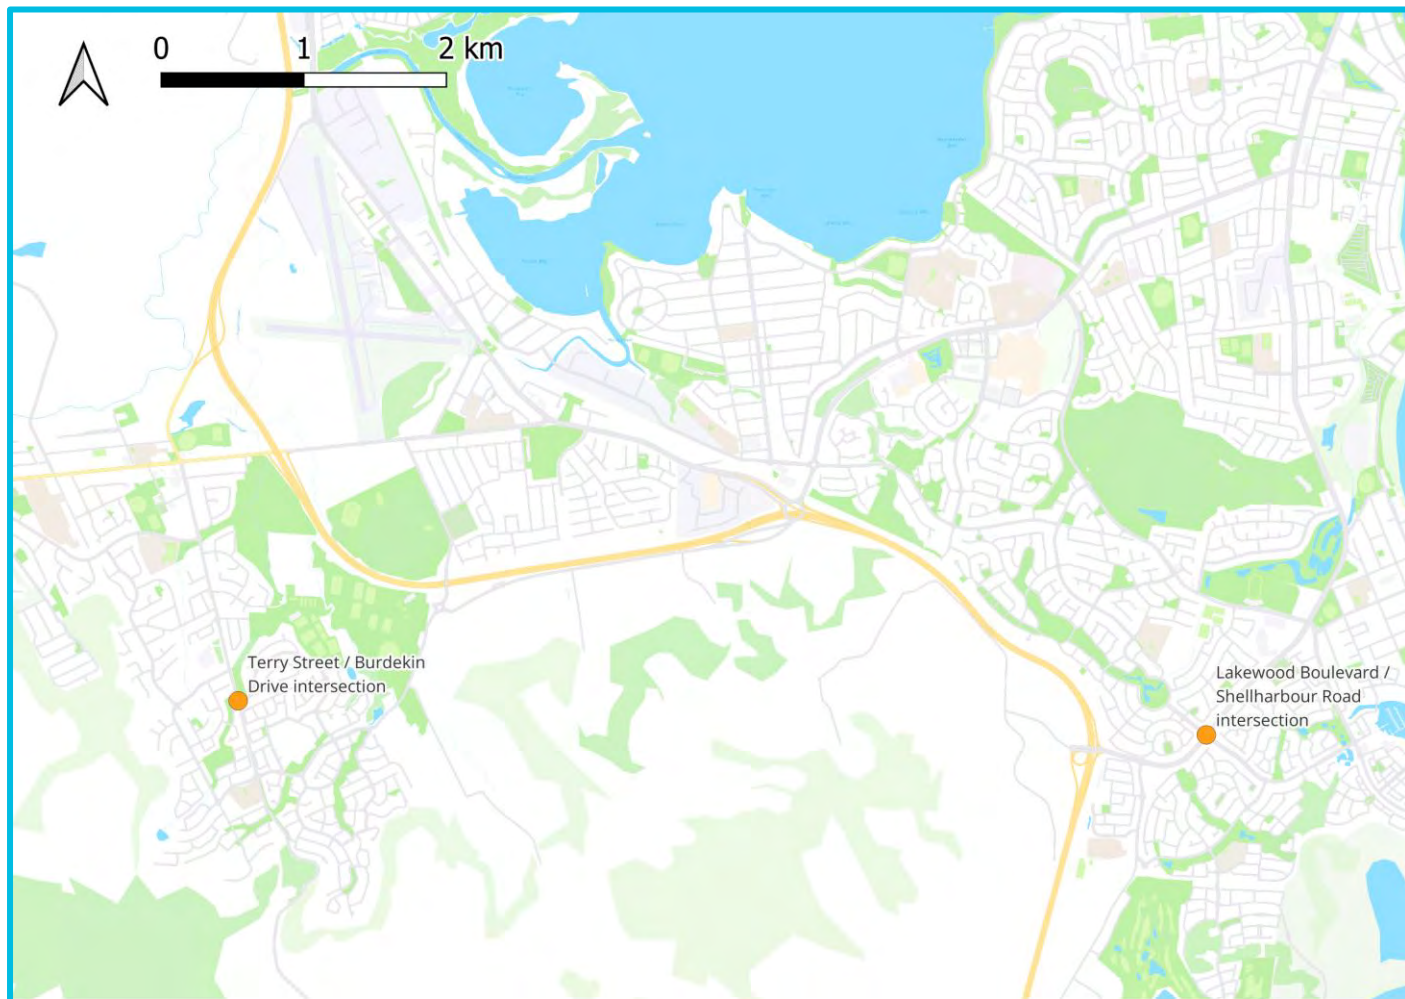 0 1 2 km
Terry Street / Burdekin
Drive intersection
Lakewood Boulevard /
Shellharbour Road
intersection